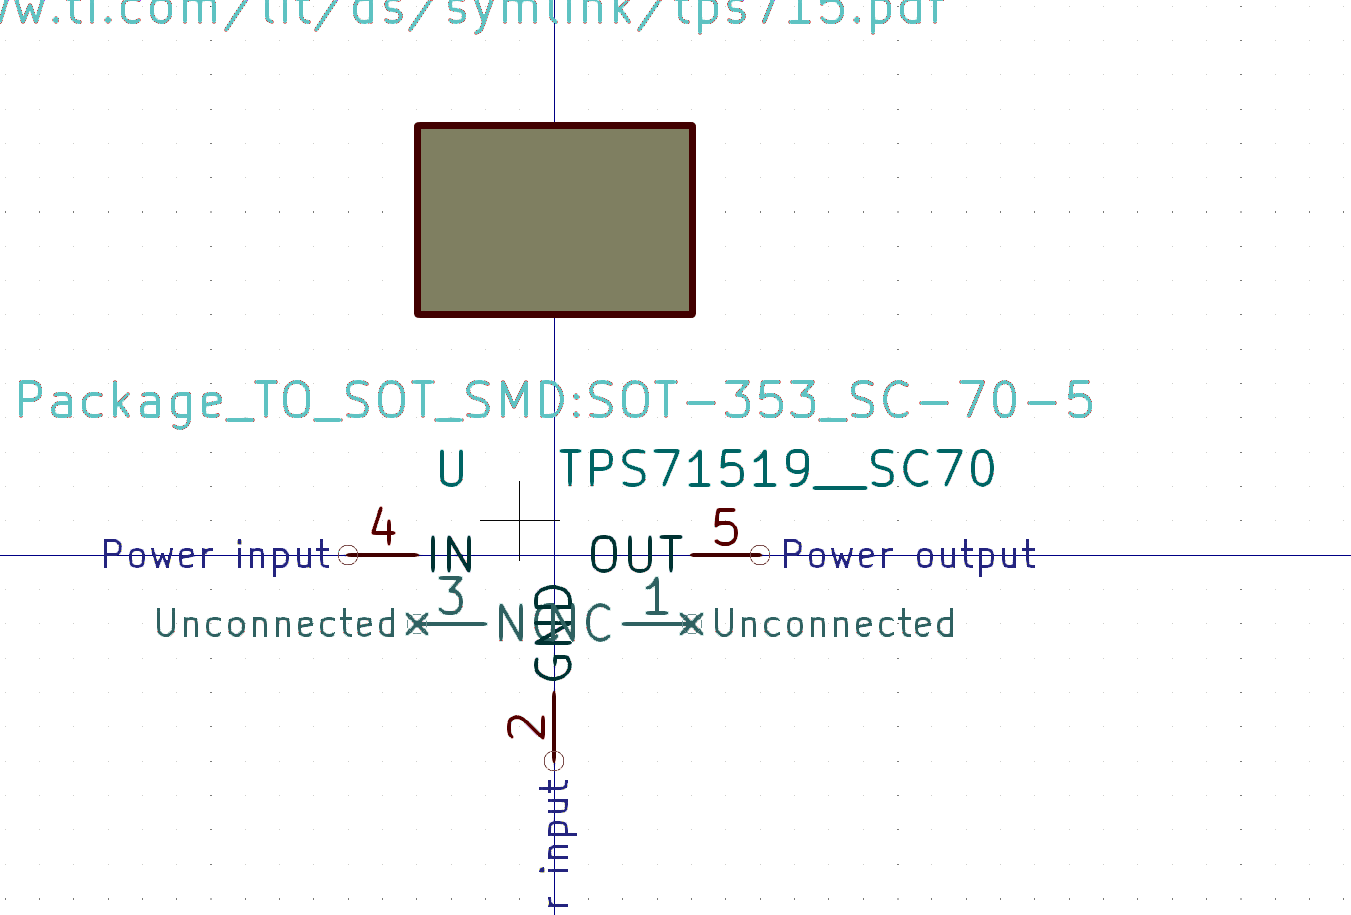 w.ti.com/lit/ds/symlink/tps715.pdf
Package_TO_SOT_SMD:SOT-353_SC-70-5
U TPS71519__SC70
Power input 4 IN OUT 5 Power output
Unconnected 3 NC NC 1 Unconnected
GND
2
r input